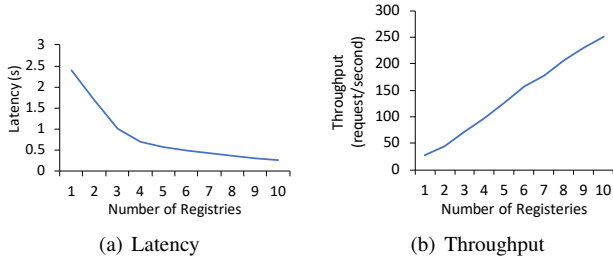 3
2.5
2
1.5
1
0.5
0
Latency (s)
1 2 3 4 5 6 7 8 9 10
Number of Registries
(a) Latency
300
250
200
150
100
50
0
Throughput
(request/second)
1 2 3 4 5 6 7 8 9 10
Number of Registeries
(b) Throughput